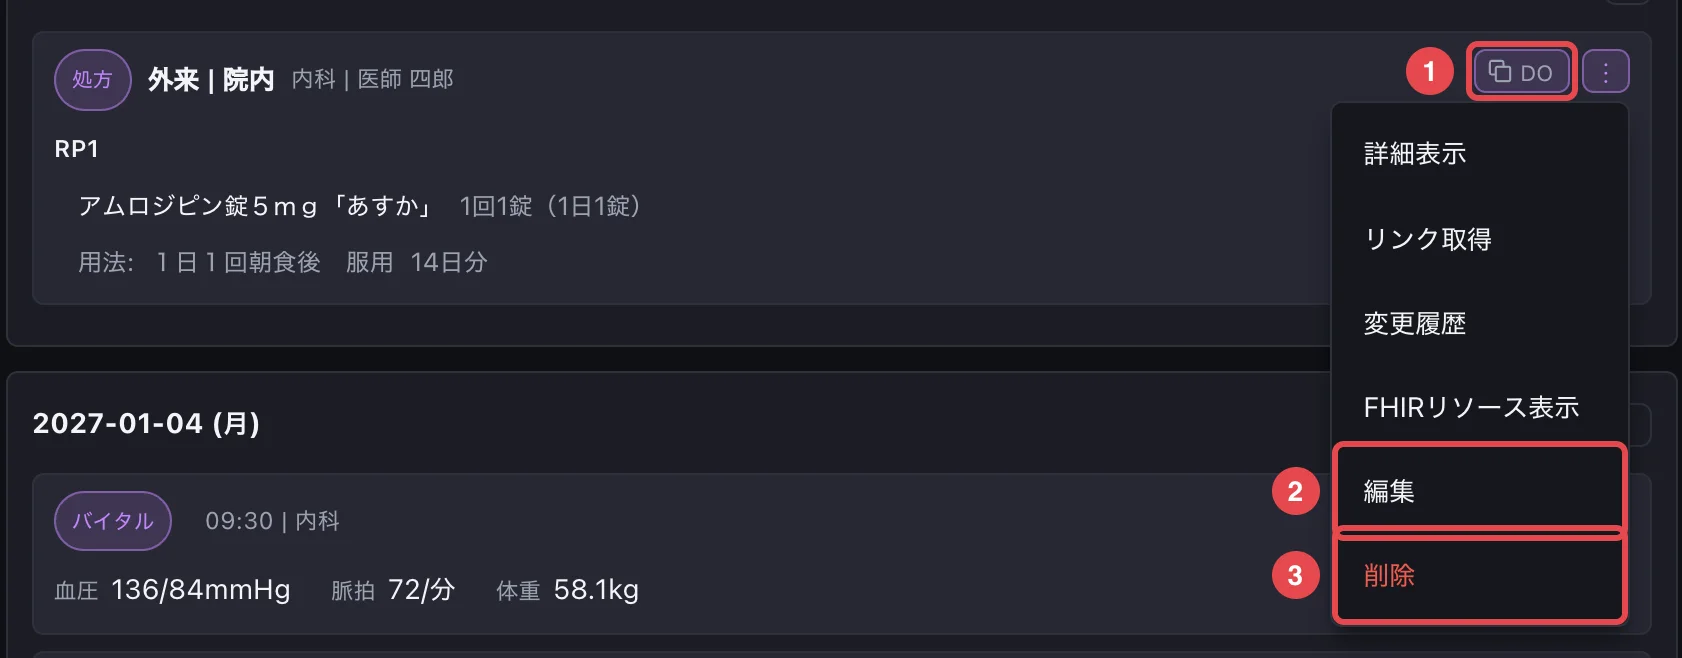 処方 外来 | 院内 内科 | 医師 四郎 1 DO ⋮
RP1
アムロジピン錠５ｍｇ「あすか」 1回1錠（1日1錠）
用法: １日１回朝食後 服用 14日分
詳細表示
リンク取得
変更履歴
FHIRリソース表示
2 編集
3 削除
2027-01-04 (月)
バイタル 09:30 | 内科
血圧 136/84mmHg 脈拍 72/分 体重 58.1kg